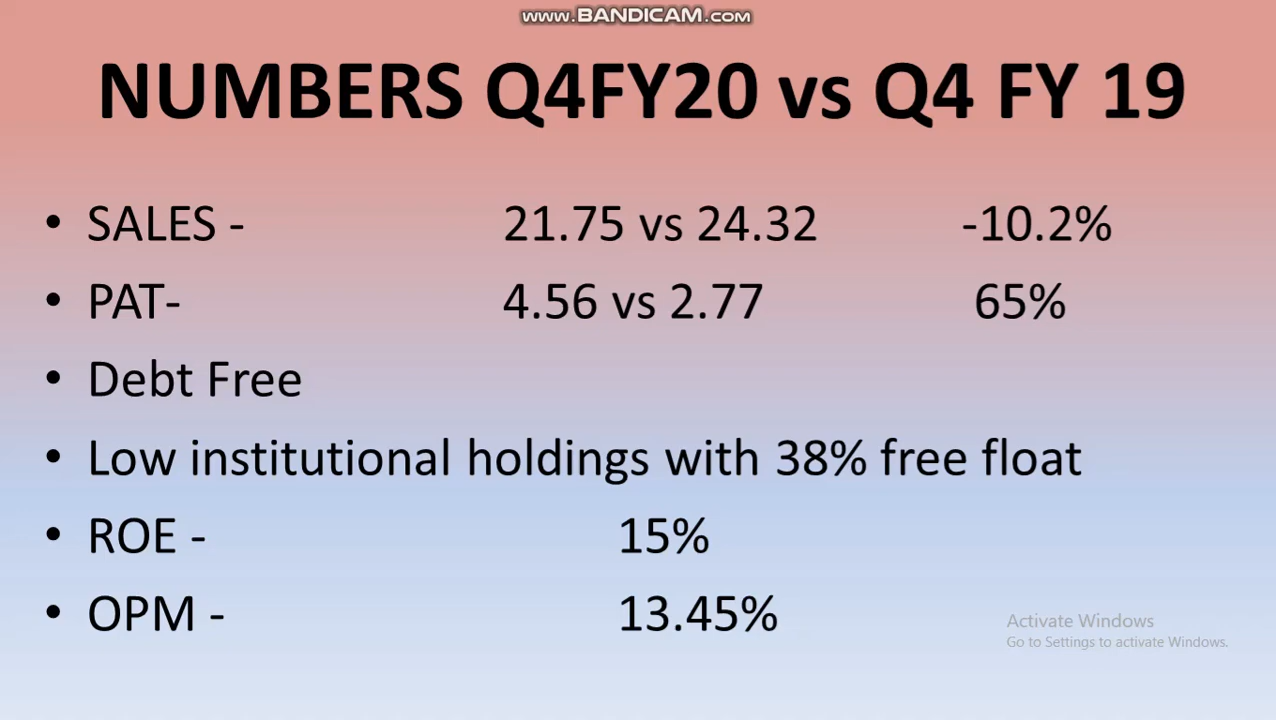 www.BANDICAM.com
NUMBERS Q4FY20 vs Q4 FY 19
• SALES - 21.75 vs 24.32 -10.2%
• PAT- 4.56 vs 2.77 65%
• Debt Free
• Low institutional holdings with 38% free float
• ROE - 15%
• OPM - 13.45%
Activate Windows
Go to Settings to activate Windows.